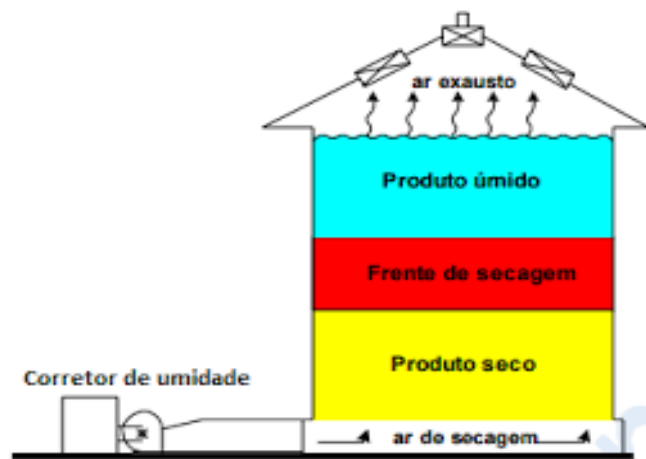 ar exausto
Produto úmido
Frente de secagem
Produto seco
Corretor de umidade
ar de secagem